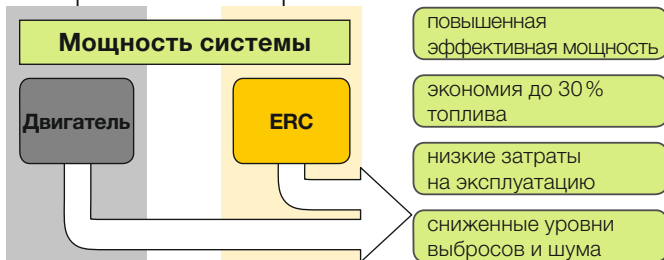 Мощность системы
Двигатель
ERC
повышенная
эффективная мощность
экономия до 30 %
топлива
низкие затраты
на эксплуатацию
сниженные уровни
выбросов и шума